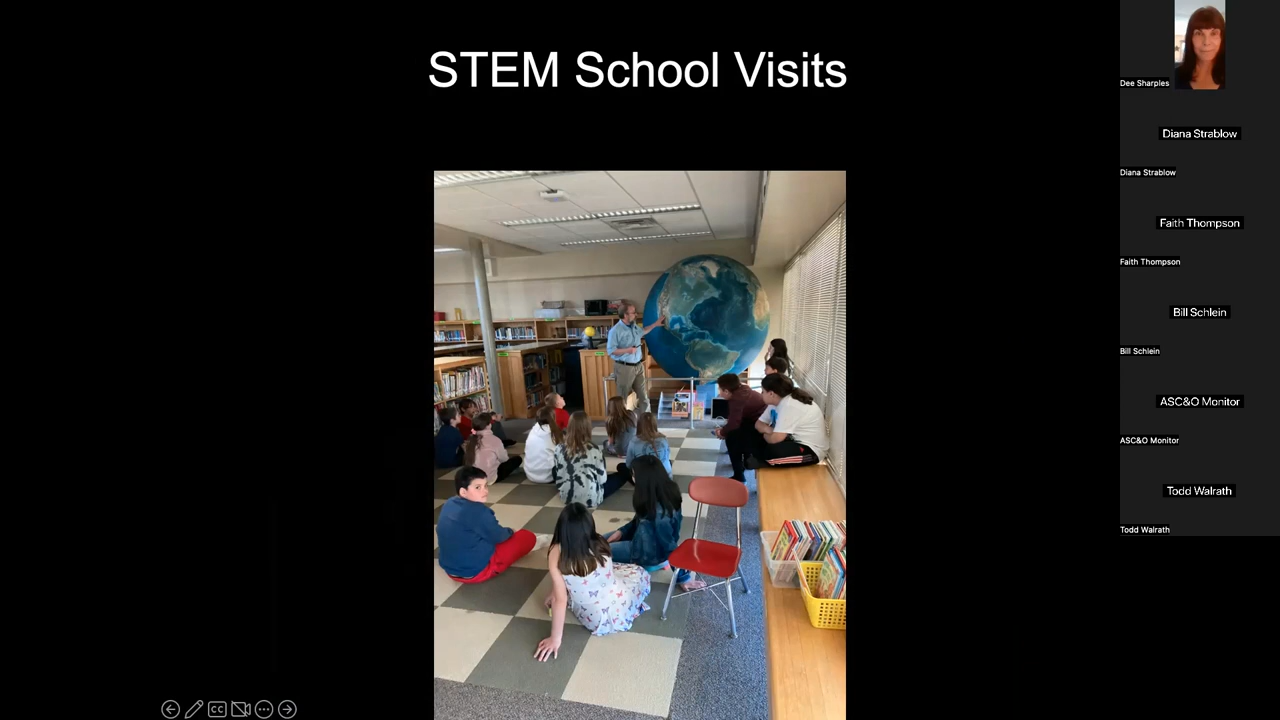 STEM School Visits
Dee Sharples
Diana Strablow
Diana Strablow
Faith Thompson
Faith Thompson
Bill Schlein
Bill Schlein
ASC&O Monitor
ASC&O Monitor
Todd Walrath
Todd Walrath
CC